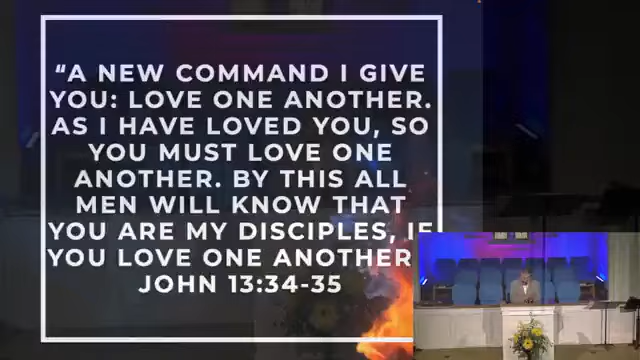 “A NEW COMMAND I GIVE
YOU: LOVE ONE ANOTHER.
AS I HAVE LOVED YOU, SO
YOU MUST LOVE ONE
ANOTHER. BY THIS ALL
MEN WILL KNOW THAT
YOU ARE MY DISCIPLES, IF
YOU LOVE ONE ANOTHER
JOHN 13:34-35